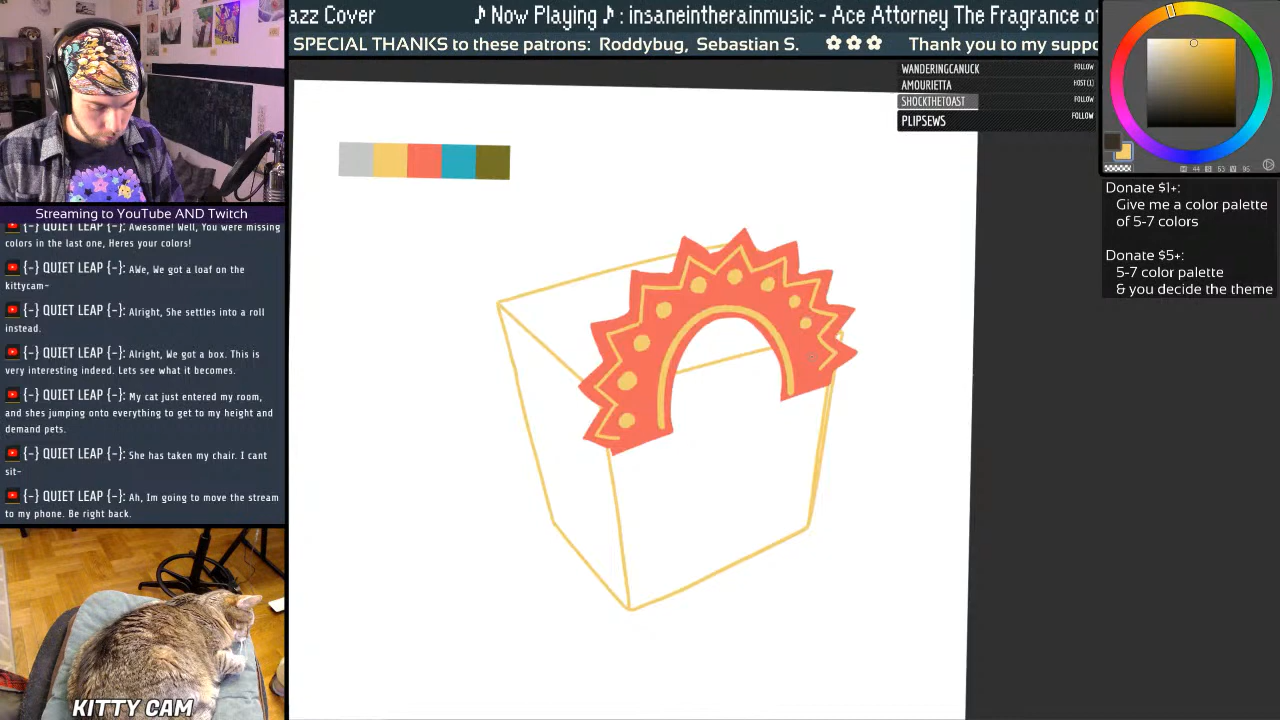 azz Cover ♪ Now Playing ♪ : insaneintherainmusic - Ace Attorney The Fragrance of
SPECIAL THANKS to these patrons: Roddybug, Sebastian S. ✿ ✿ ✿ Thank you to my suppo
WANDERINGCANUCK FOLLOW
AMOURIETTA HOST(1)
SHOCKTHETOAST FOLLOW
PLIPSEWS FOLLOW
Donate $1+:
Give me a color palette
of 5-7 colors
Donate $5+:
5-7 color palette
& you decide the theme
Streaming to YouTube AND Twitch
{-} QUIET LEAP {-}: Awesome! Well, You were missing
colors in the last one, Heres your colors!
{-} QUIET LEAP {-}: AWe, We got a loaf on the
kittycam~
{-} QUIET LEAP {-}: Alright, She settles into a roll
instead.
{-} QUIET LEAP {-}: Alright, We got a box. This is
very interesting indeed. Lets see what it becomes.
{-} QUIET LEAP {-}: My cat just entered my room,
and shes jumping onto everything to get to my height and
demand pets.
{-} QUIET LEAP {-}: She has taken my chair. I cant
sit~
{-} QUIET LEAP {-}: Ah, Im going to move the stream
to my phone. Be right back.
KITTY CAM